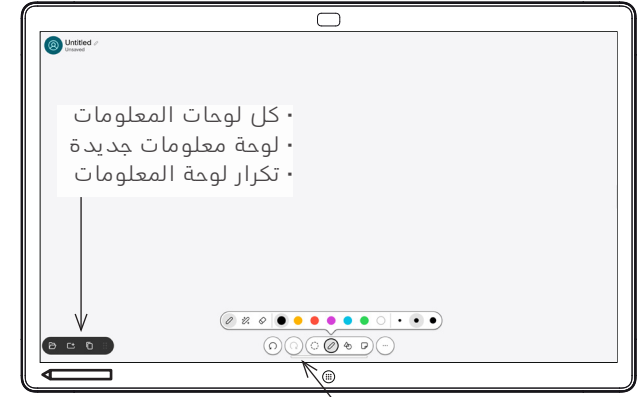 Untitled
Unsaved
· كل لوحات المعلومات
· لوحة معلومات جديدة
· تكرار لوحة المعلومات